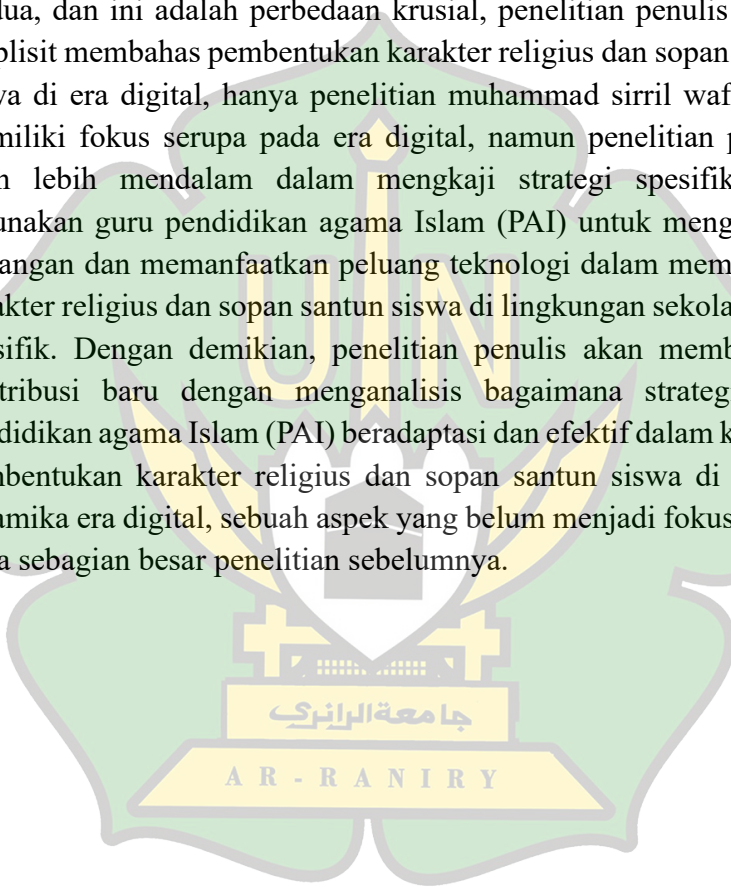 dua, dan ini adalah perbedaan krusial, penelitian penulis
plisit membahas pembentukan karakter religius dan sopan
va di era digital, hanya penelitian muhammad sirril waf
miliki fokus serupa pada era digital, namun penelitian p
n lebih mendalam dalam mengkaji strategi spesifik
unakan guru pendidikan agama Islam (PAI) untuk meng
angan dan memanfaatkan peluang teknologi dalam mem
akter religius dan sopan santun siswa di lingkungan sekola
sifik. Dengan demikian, penelitian penulis akan memb
tribusi baru dengan menganalisis bagaimana strateg
didikan agama Islam (PAI) beradaptasi dan efektif dalam k
nbentukan karakter religius dan sopan santun siswa di
amika era digital, sebuah aspek yang belum menjadi fokus
a sebagian besar penelitian sebelumnya.
UIN
جامعة الرانري
AR-RANIRY